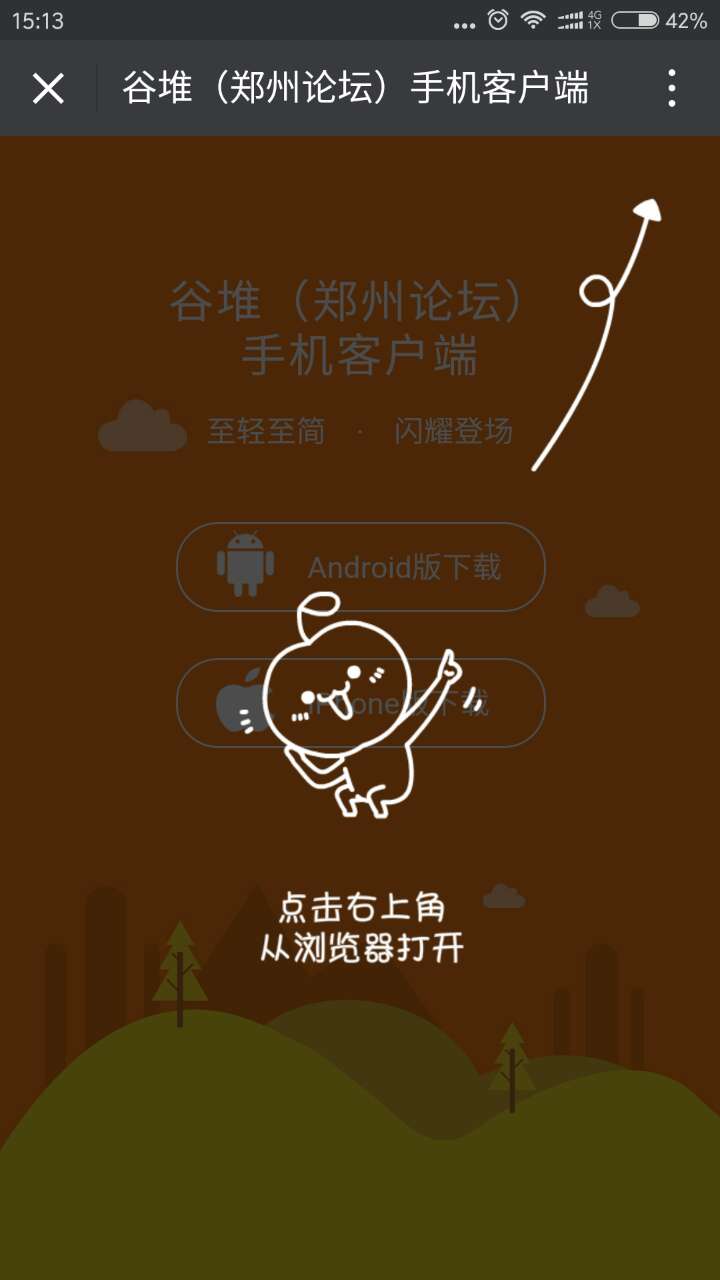 15:13
4G
1X
42%
谷堆（郑州论坛）手机客户端
谷堆（郑州论坛）
手机客户端
至轻至简 · 闪耀登场
Android版下载
iPhone版下载
点击右上角
从浏览器打开